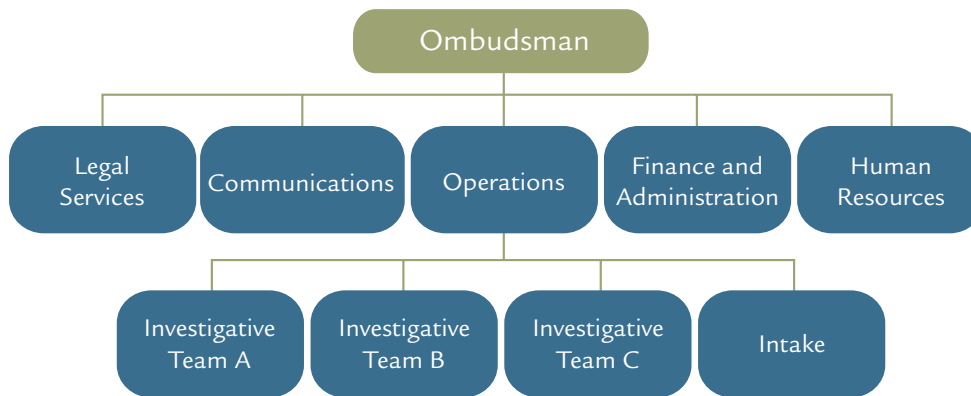 Ombudsman
Legal
Services
Communications
Operations
Finance and
Administration
Human
Resources
Investigative
Team A
Investigative
Team B
Investigative
Team C
Intake